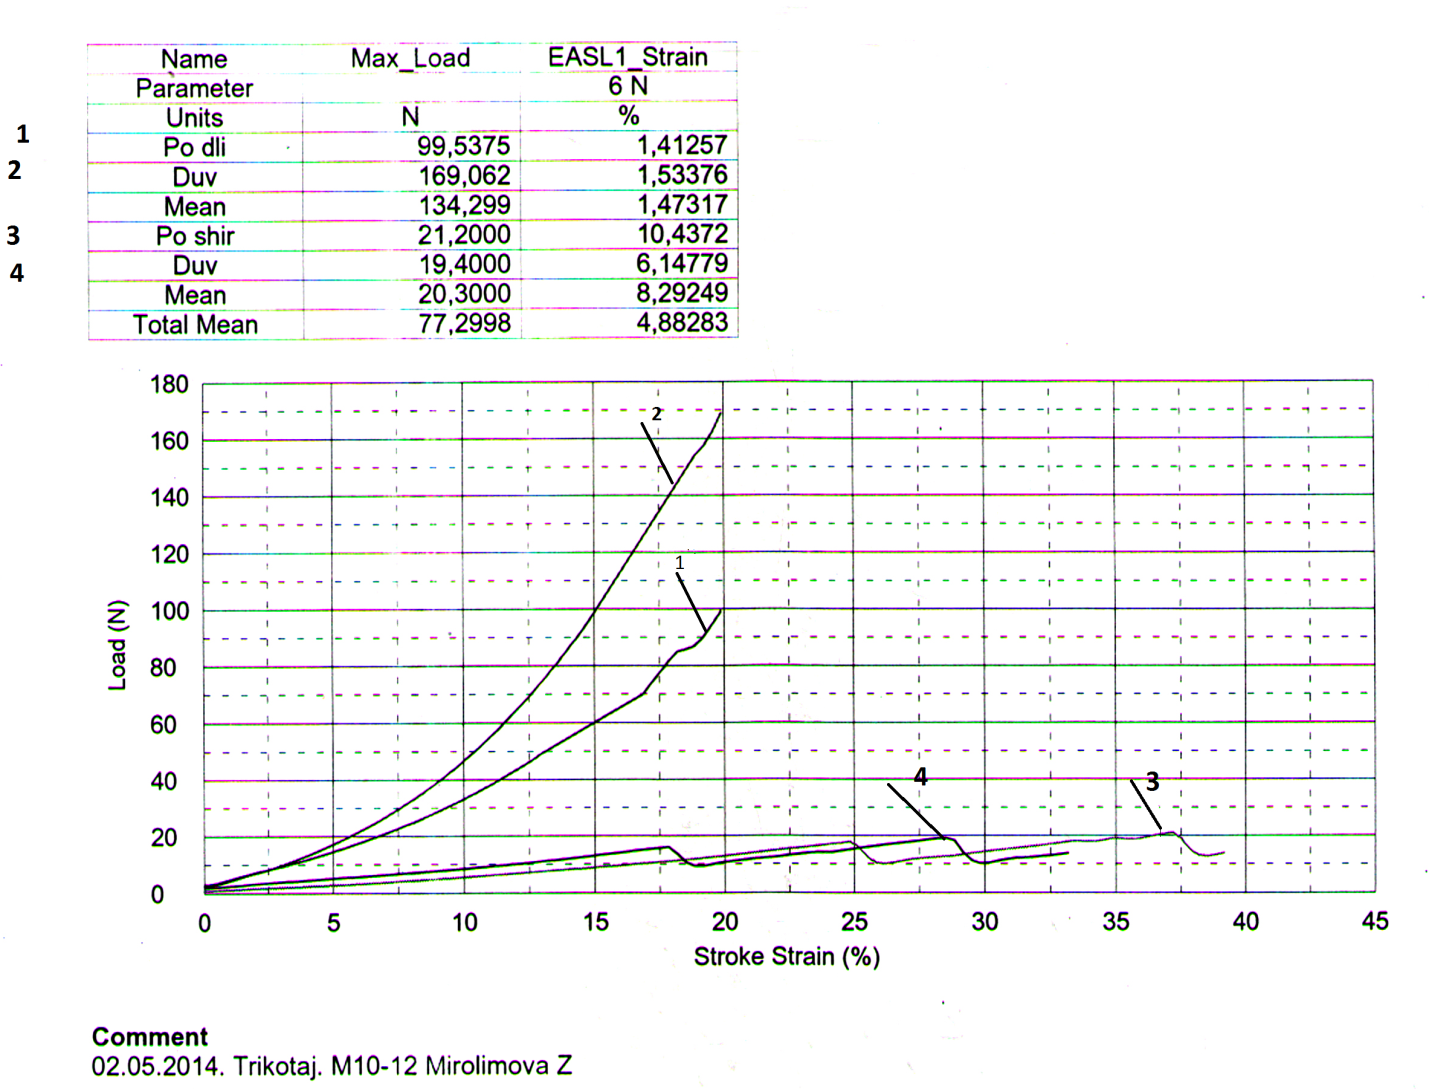 Name Max_Load EASL1_Strain
Parameter 6 N
Units N %
1 Po dli 99,5375 1,41257
2 Duv 169,062 1,53376
Mean 134,299 1,47317
3 Po shir 21,2000 10,4372
4 Duv 19,4000 6,14779
Mean 20,3000 8,29249
Total Mean 77,2998 4,88283
180
2
160
140
120
1
100
80
60
40
4
3
20
0
Load (N)
0 5 10 15 20 25 30 35 40 45
Stroke Strain (%)
Comment
02.05.2014. Trikotaj. M10-12 Mirolimova Z